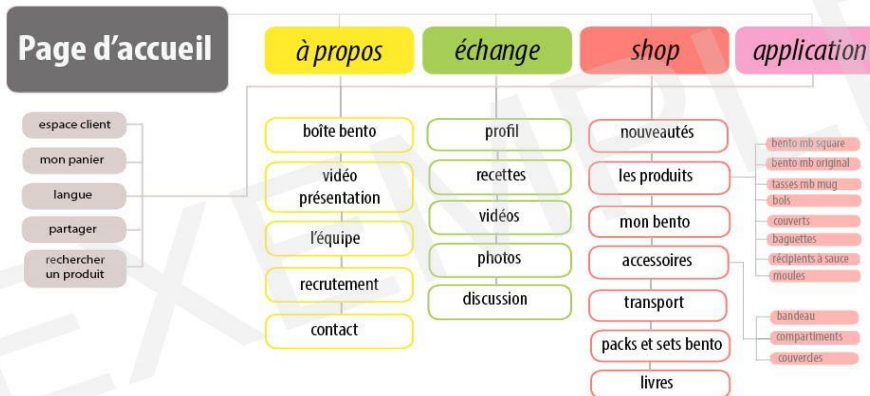 Page d'accueil
à propos
échange
shop
application
espace client
mon panier
langue
partager
rechercher
un produit
boîte bento
vidéo
présentation
l'équipe
recrutement
contact
profil
recettes
vidéos
photos
discussion
nouveautés
les produits
mon bento
accessoires
transport
packs et sets bento
livres
bento mb square
bento mb original
tasses mb mug
bols
couverts
baguettes
récipients à sauce
moules
bandeau
compartiments
couvercles
EXEMPLE